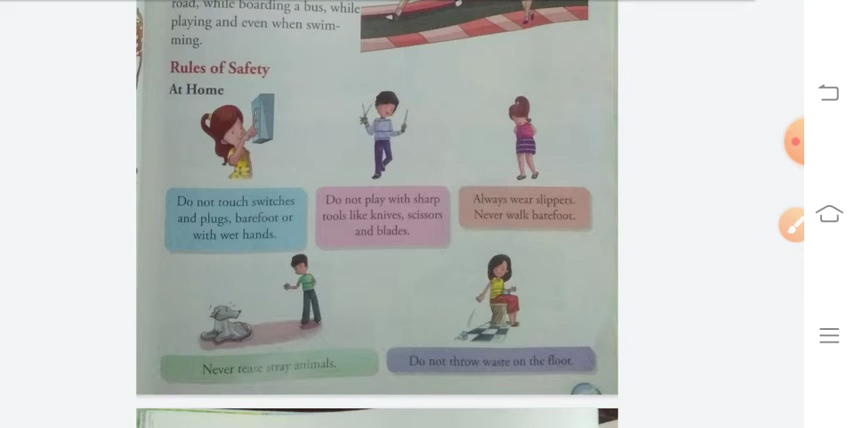 road, while boarding a bus, while
playing and even when swim-
ming.
Rules of Safety
At Home
Do not touch switches
and plugs, barefoot or
with wet hands.
Do not play with sharp
tools like knives, scissors
and blades.
Always wear slippers.
Never walk barefoot.
Never tease stray animals.
Do not throw waste on the floor.